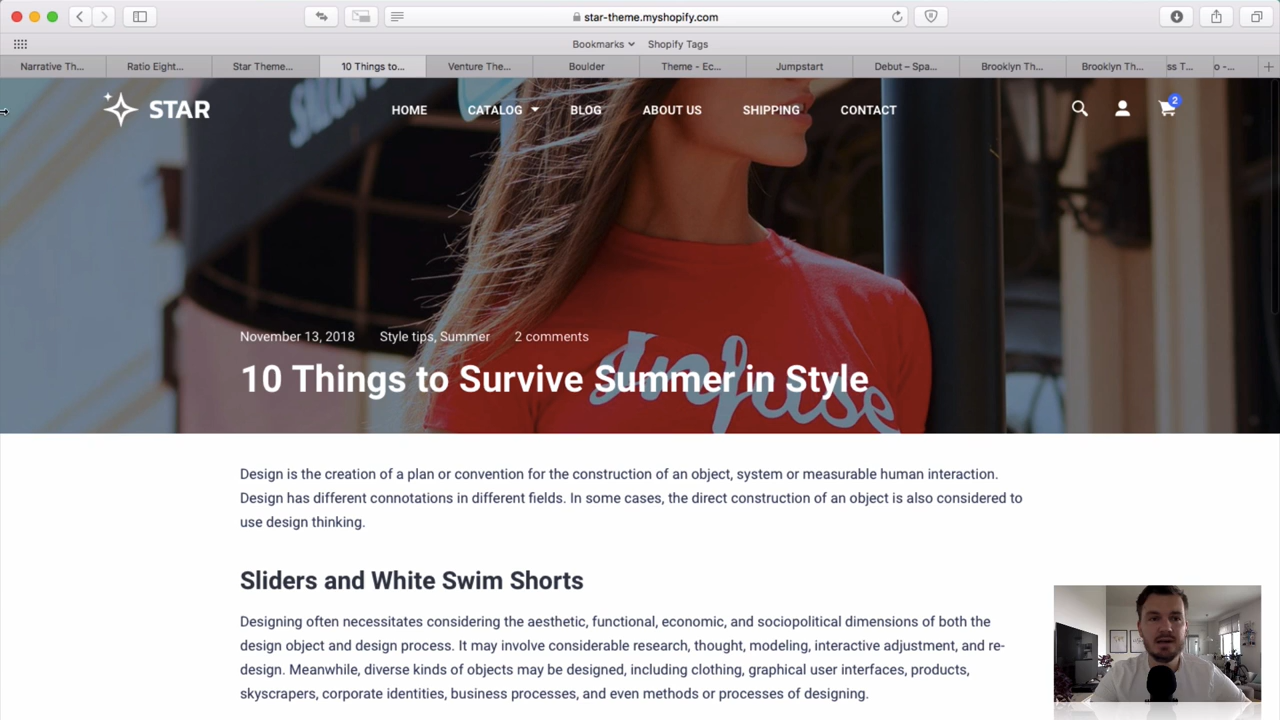 star-theme.myshopify.com
Bookmarks
Shopify Tags
Narrative Th...
Ratio Eight...
Star Theme...
10 Things to...
Venture The...
Boulder
Theme - Ec...
Jumpstart
Debut – Spa...
Brooklyn Th...
Brooklyn Th...
ss T...
o -...
STAR
HOME
CATALOG
BLOG
ABOUT US
SHIPPING
CONTACT
2
Infuse
November 13, 2018
Style tips, Summer
2 comments
10 Things to Survive Summer in Style
Design is the creation of a plan or convention for the construction of an object, system or measurable human interaction.
Design has different connotations in different fields. In some cases, the direct construction of an object is also considered to
use design thinking.
Sliders and White Swim Shorts
Designing often necessitates considering the aesthetic, functional, economic, and sociopolitical dimensions of both the
design object and design process. It may involve considerable research, thought, modeling, interactive adjustment, and re-
design. Meanwhile, diverse kinds of objects may be designed, including clothing, graphical user interfaces, products,
skyscrapers, corporate identities, business processes, and even methods or processes of designing.